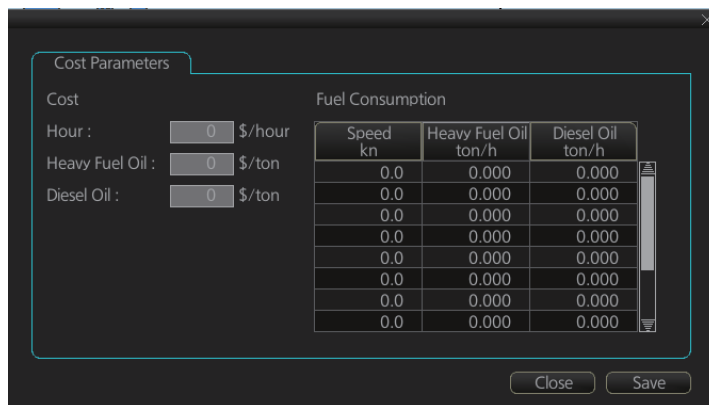 Cost Parameters
Cost
Hour : 0 $/hour
Heavy Fuel Oil : 0 $/ton
Diesel Oil : 0 $/ton
Fuel Consumption
Speed Heavy Fuel Oil Diesel Oil
kn ton/h ton/h
0.0 0.000 0.000
0.0 0.000 0.000
0.0 0.000 0.000
0.0 0.000 0.000
0.0 0.000 0.000
0.0 0.000 0.000
0.0 0.000 0.000
0.0 0.000 0.000
Close Save